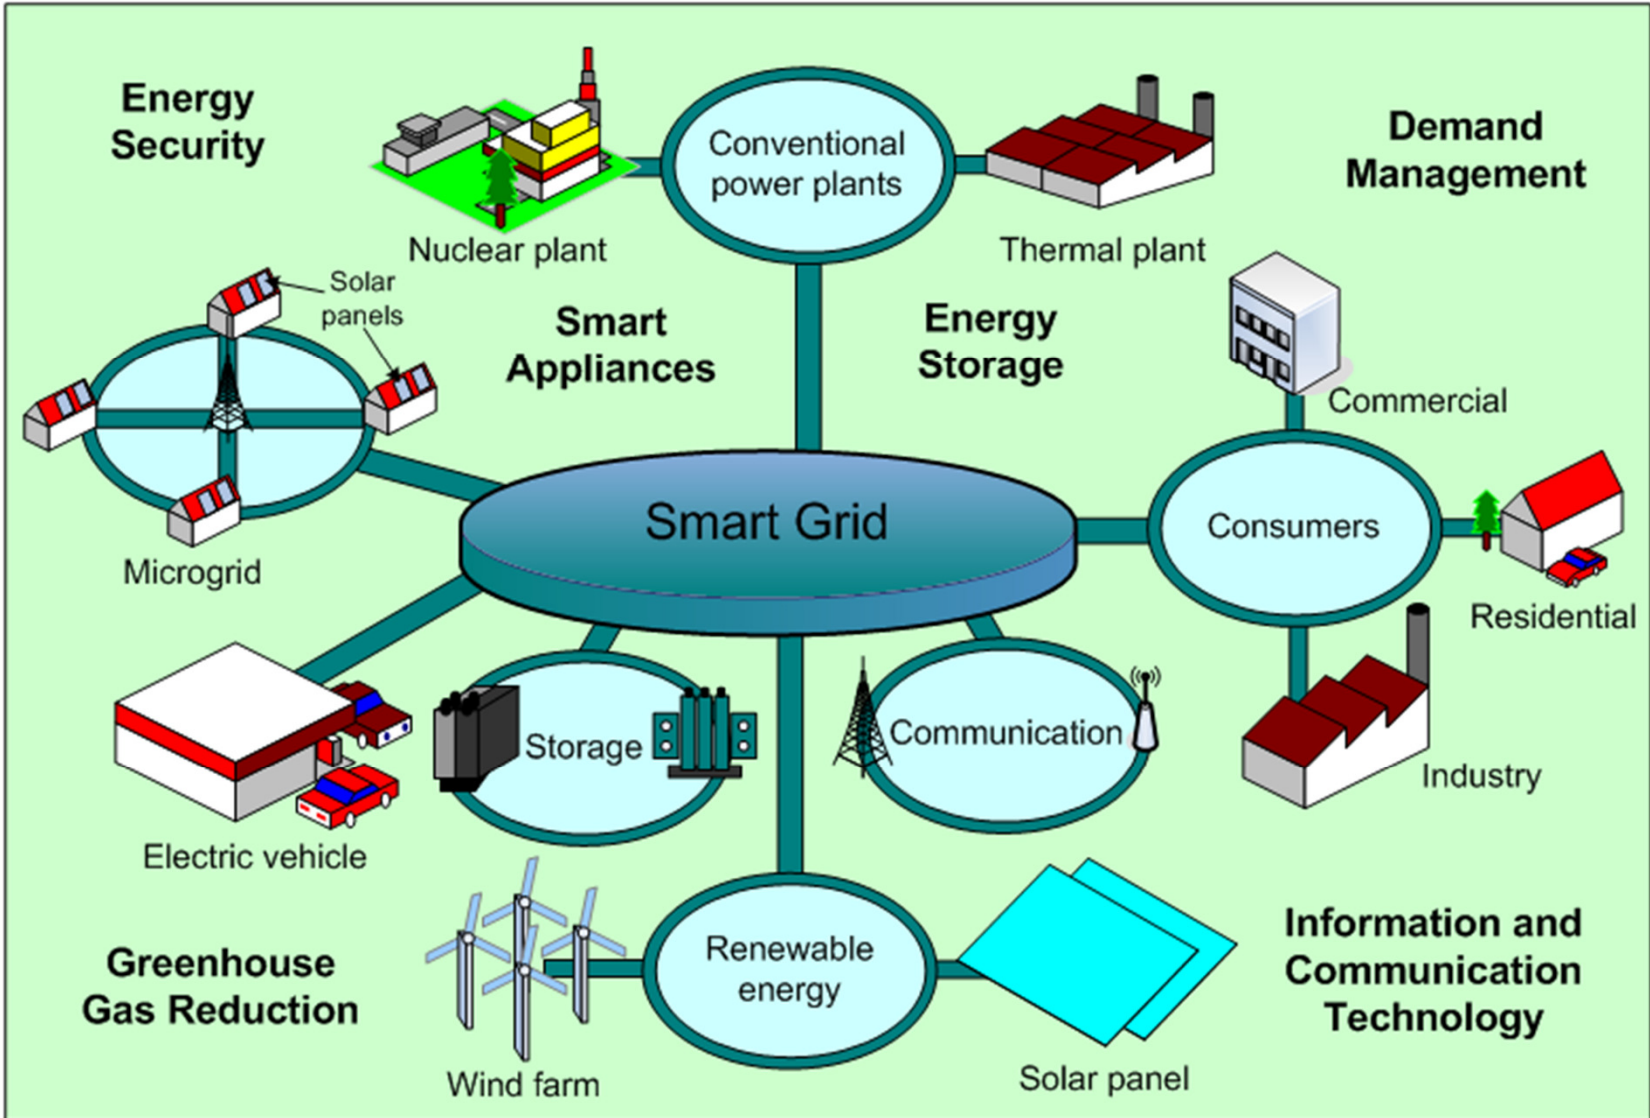 Energy
Security
Conventional
power plants
Demand
Management
Nuclear plant
Thermal plant
Solar
panels
Smart
Appliances
Energy
Storage
Commercial
Smart Grid
Consumers
Microgrid
Residential
Storage
Communication
Industry
Electric vehicle
Greenhouse
Gas Reduction
Renewable
energy
Information and
Communication
Technology
Wind farm
Solar panel